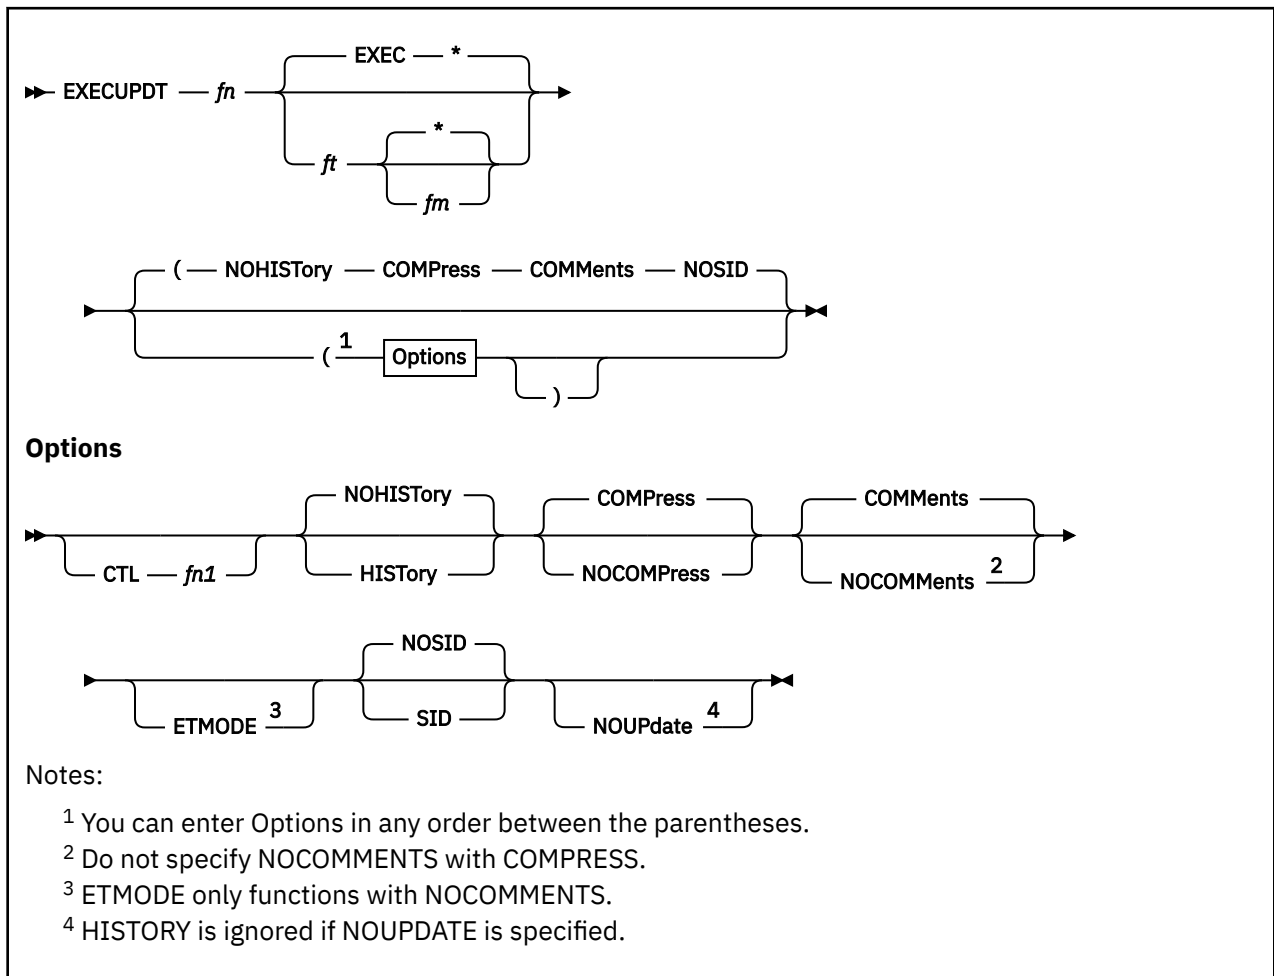 EXEC *
EXECUPDT fn
*
ft
fm
( NOHISTory COMPress COMMents NOSID
( 1 Options
)
Options
NOHISTory COMPress COMMents
CTL fn1 HISTory NOCOMPress NOCOMMents 2
NOSID
ETMODE 3 SID NOUPdate 4
Notes:
1 You can enter Options in any order between the parentheses.
2 Do not specify NOCOMMENTS with COMPRESS.
3 ETMODE only functions with NOCOMMENTS.
4 HISTORY is ignored if NOUPDATE is specified.